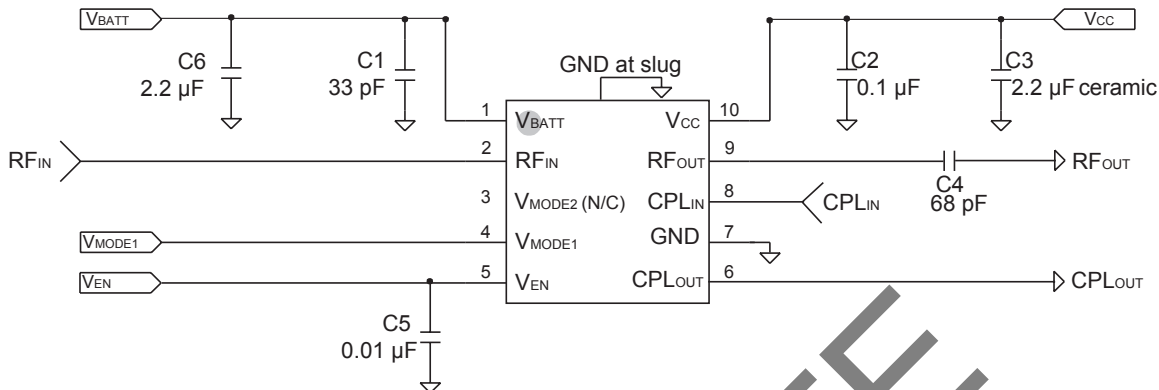 VBATT
VCC
C6
2.2 µF
C1
33 pF
GND at slug
C2
0.1 µF
C3
2.2 µF ceramic
1
VBATT
VCC
10
RFIN
2
RFIN
RFOUT
9
RFOUT
C4
68 pF
3
VMODE2 (N/C)
CPLIN
8
CPLIN
VMODE1
4
VMODE1
GND
7
VEN
5
VEN
CPLOUT
6
CPLOUT
C5
0.01 µF